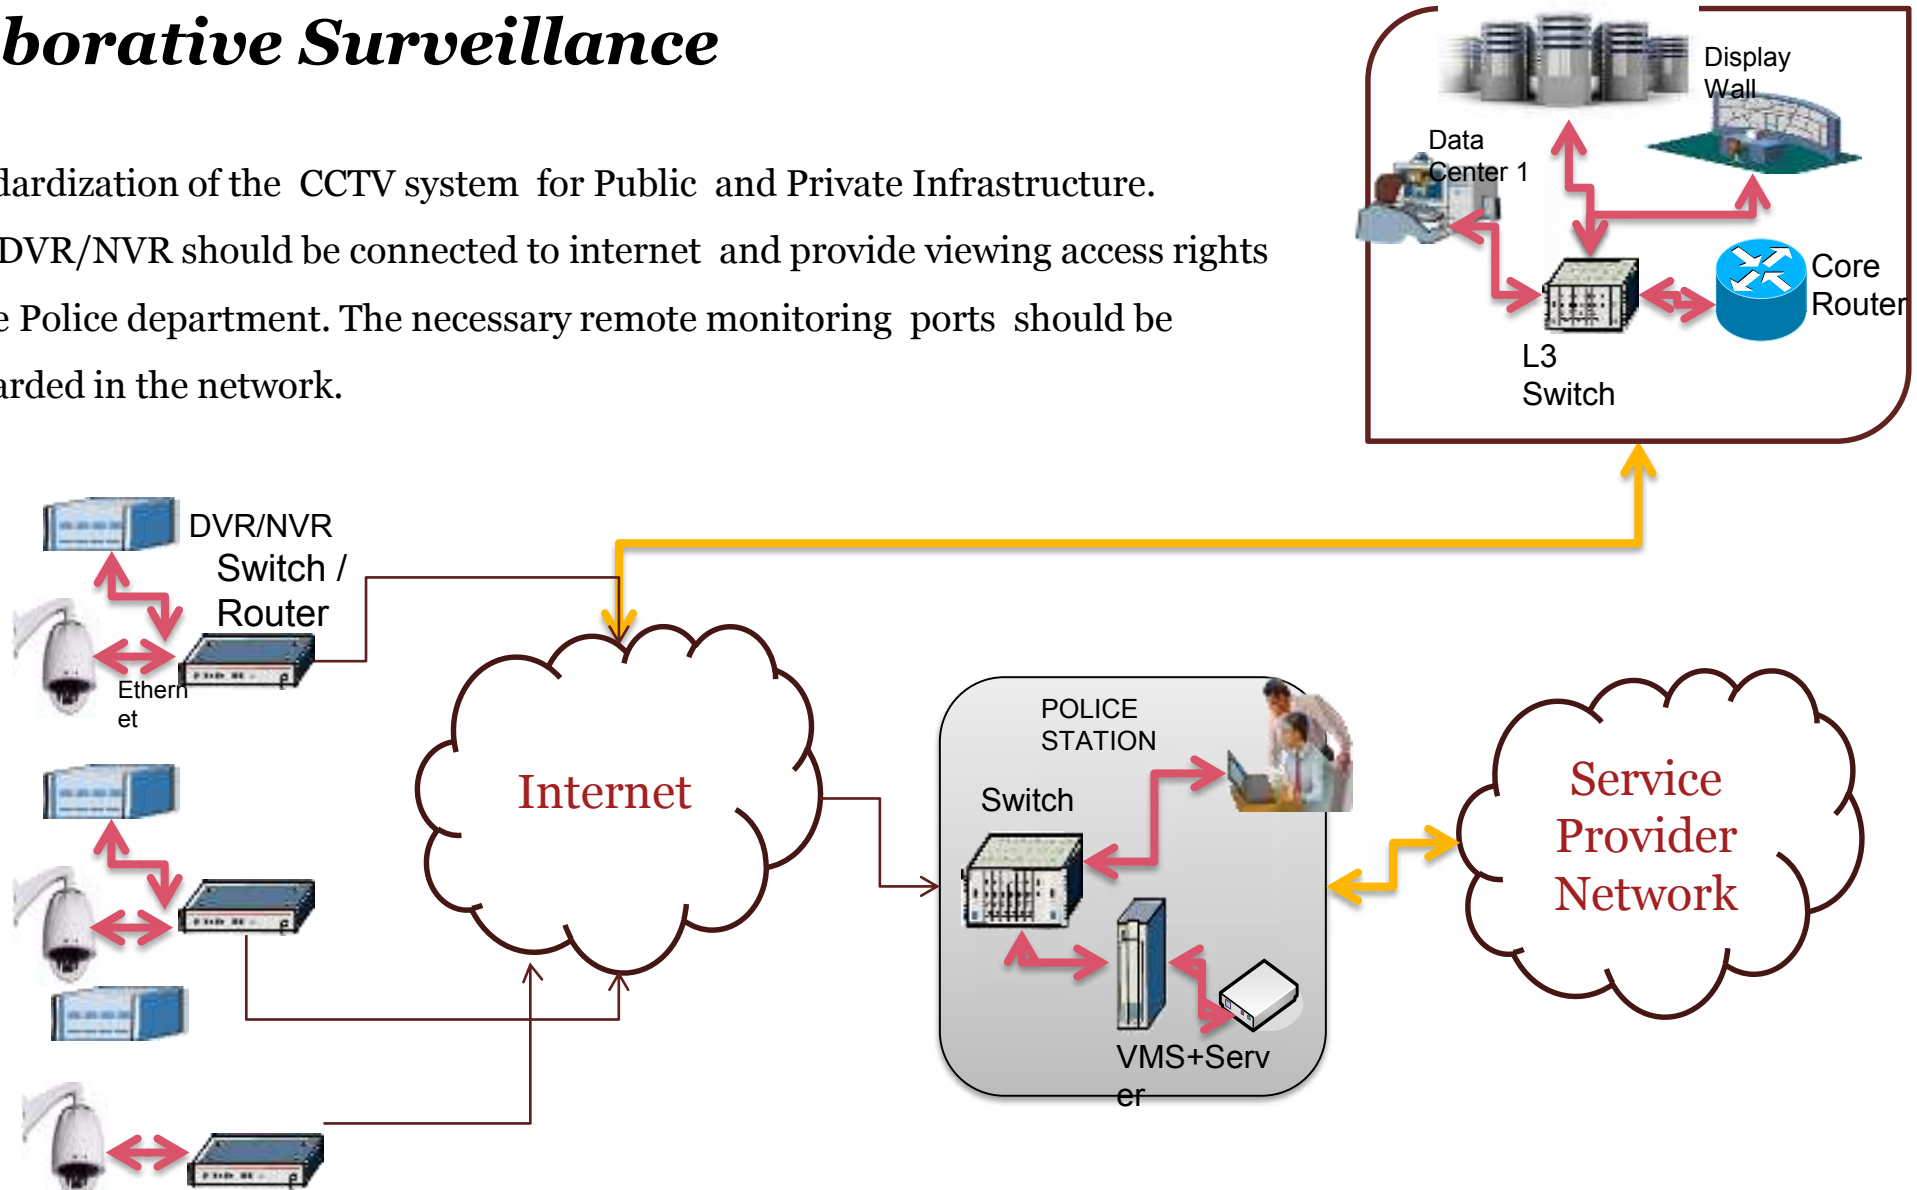 borative Surveillance
dardization of the CCTV system for Public and Private Infrastructure.
DVR/NVR should be connected to internet and provide viewing access rights
e Police department. The necessary remote monitoring ports should be
arded in the network.
Display
Wall
Data
Center 1
Core
Router
L3
Switch
DVR/NVR
Switch /
Router
Ethern
et
Internet
POLICE
STATION
Switch
VMS+Serv
er
Service
Provider
Network